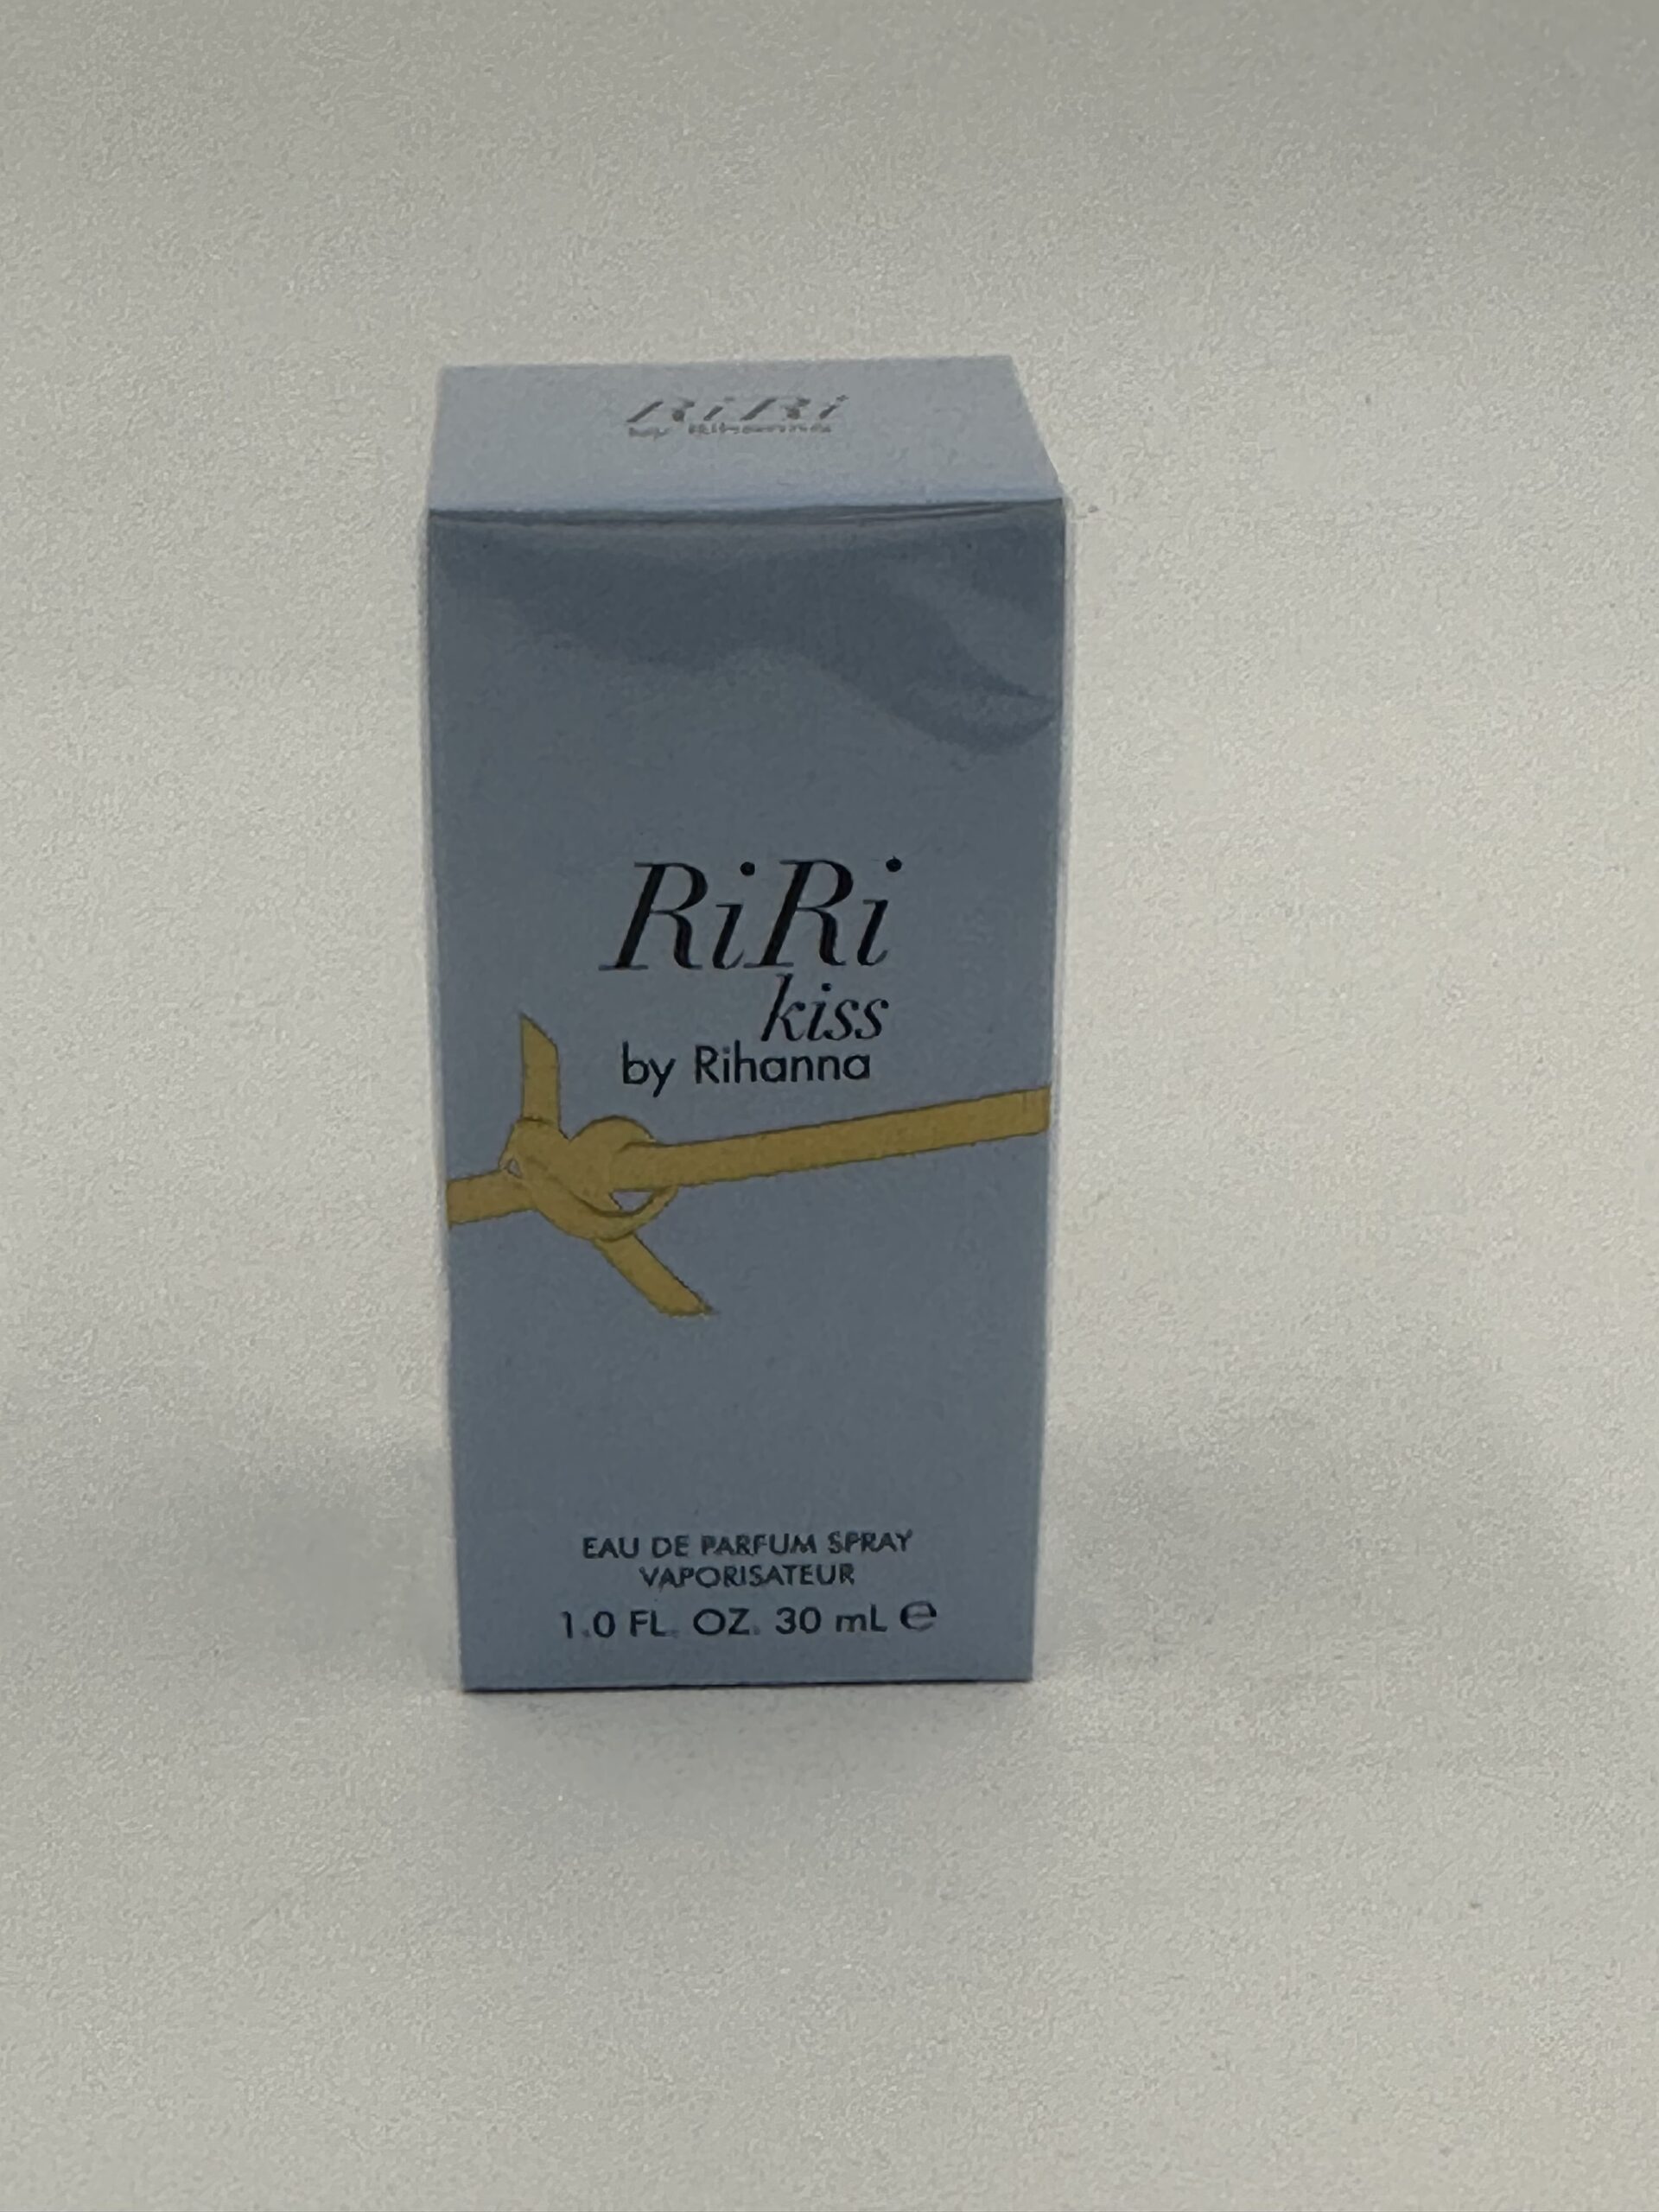 RiRi
by Rihanna
RiRi
kiss
by Rihanna
EAU DE PARFUM SPRAY
VAPORISATEUR
1.0 FL. OZ. 30 mL ℮